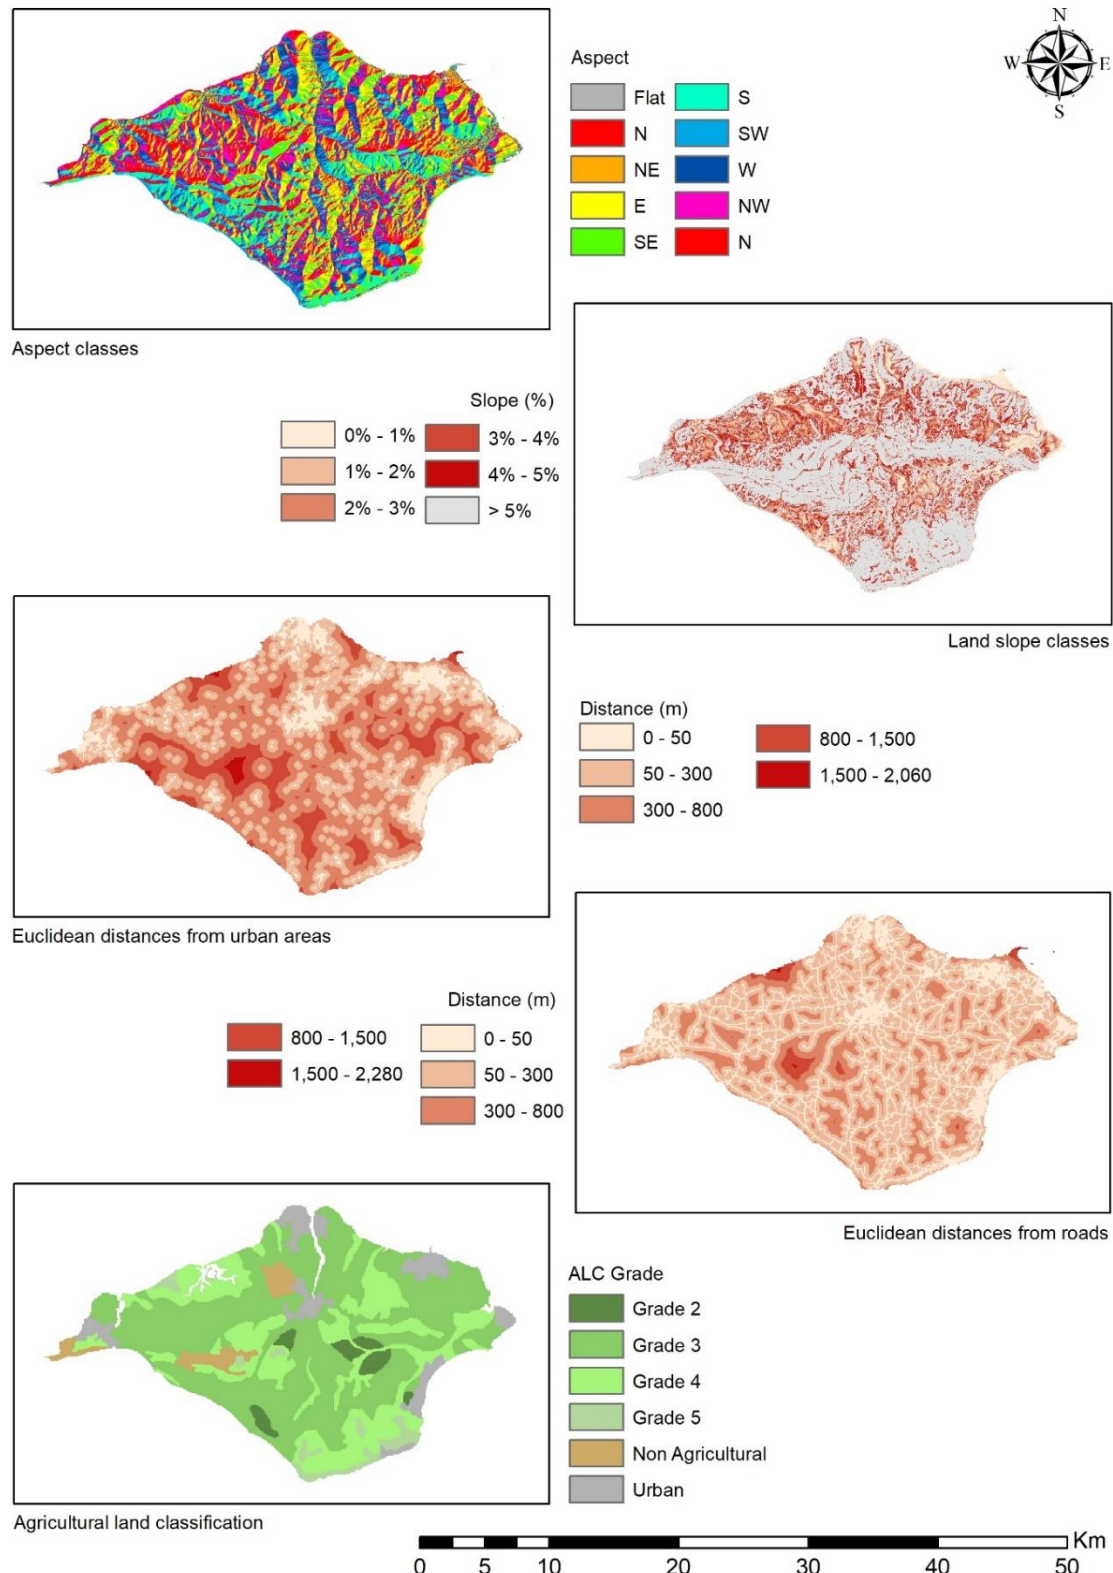 N
W E
S
Aspect
Flat S
N SW
NE W
E NW
SE N
Aspect classes
Slope (%)
0% - 1% 3% - 4%
1% - 2% 4% - 5%
2% - 3% > 5%
Land slope classes
Distance (m)
0 - 50 800 - 1,500
50 - 300 1,500 - 2,060
300 - 800
Euclidean distances from urban areas
Distance (m)
800 - 1,500 0 - 50
1,500 - 2,280 50 - 300
300 - 800
Euclidean distances from roads
ALC Grade
Grade 2
Grade 3
Grade 4
Grade 5
Non Agricultural
Urban
Agricultural land classification
Km
0 5 10 20 30 40 50